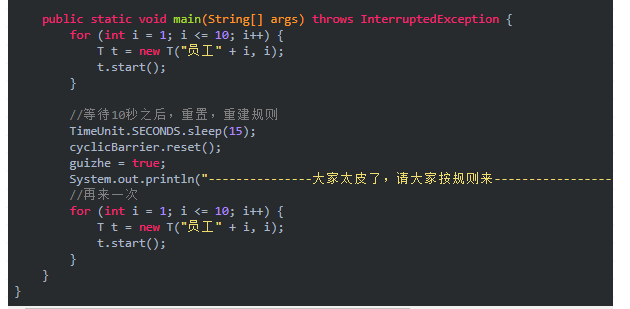 public static void main(String[] args) throws InterruptedException {
for (int i = 1; i <= 10; i++) {
T t = new T("员工" + i, i);
t.start();
}
//等待10秒之后，重置，重建规则
TimeUnit.SECONDS.sleep(15);
cyclicBarrier.reset();
guizhe = true;
System.out.println("---------------大家太皮了，请大家按规则来-----------------
//再来一次
for (int i = 1; i <= 10; i++) {
T t = new T("员工" + i, i);
t.start();
}
}
}